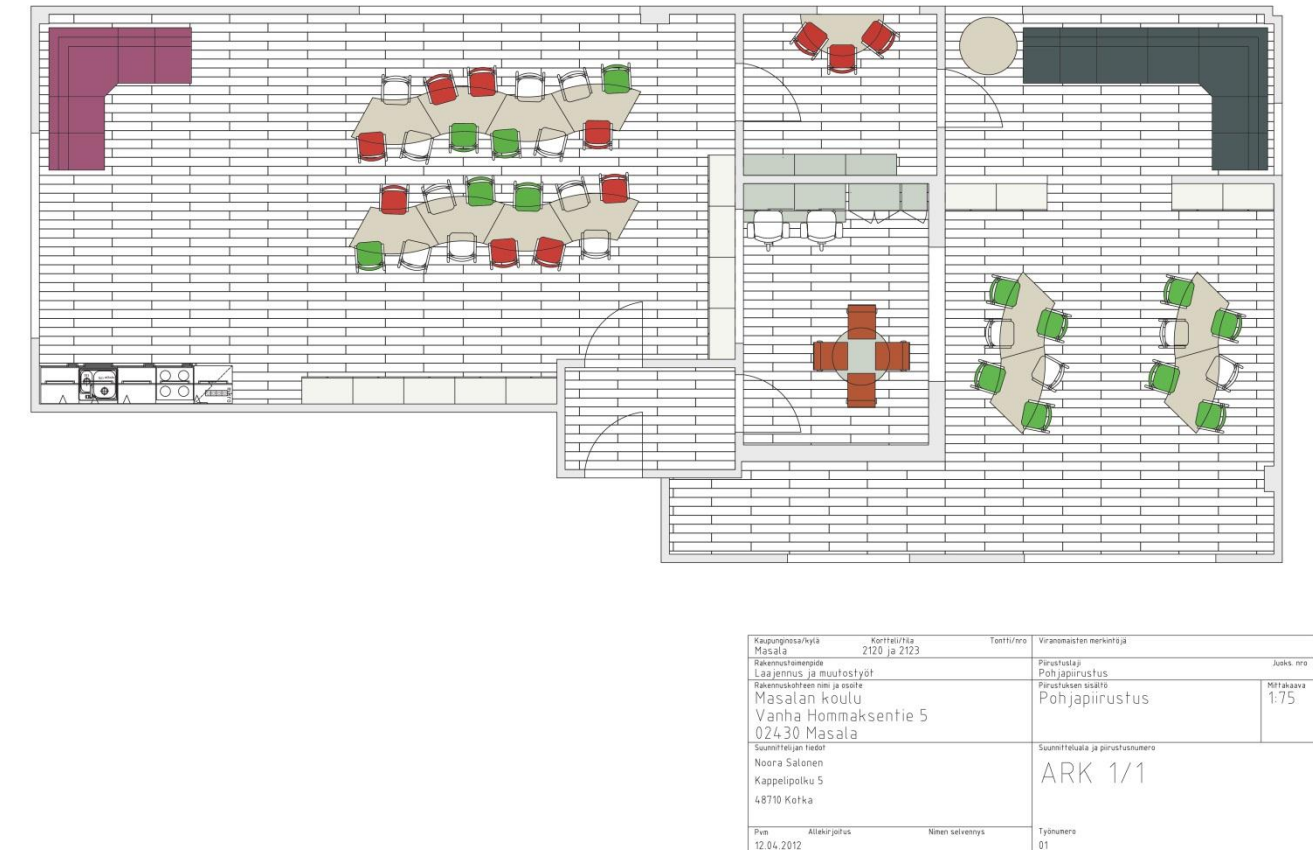 Kaupunginosa/kylä Kortteli/tila Tontti/nro
Masala 2120 ja 2123
Viranomaisten merkintöjä
Rakennustoimenpide
Laajennus ja muutostyöt
Piirustuslaji Juoks. nro
Pohjapiirustus
Rakennuskohteen nimi ja osoite
Masalan koulu
Vanha Hommaksentie 5
02430 Masala
Piirustuksen sisältö
Pohjapiirustus
Mittakaava
1:75
Suunnittelijan tiedot
Noora Salonen
Kappelipolku 5
48710 Kotka
Suunnitteluala ja piirustusnumero
ARK 1/1
Pvm Allekirjoitus Nimen selvennys
12.04.2012
Työnumero
01